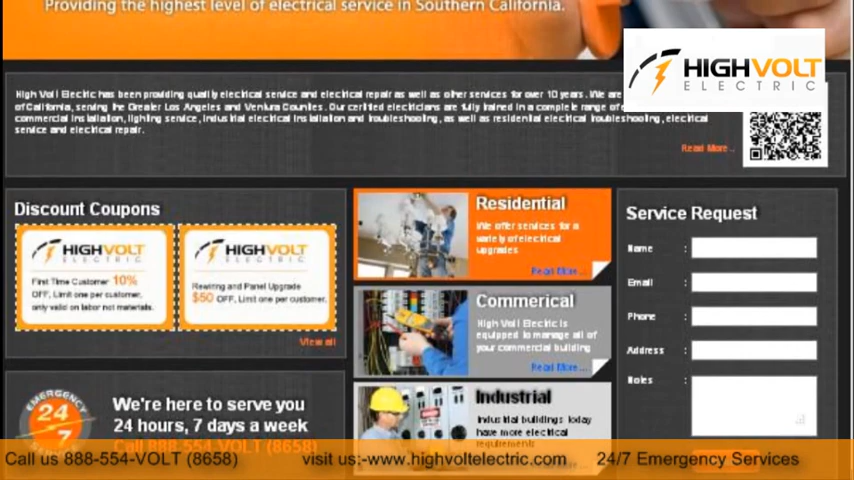 Providing the highest level of electrical service in Southern California.
HIGHVOLT
ELECTRIC
High Volt Electric has been providing quality electrical service and electrical repair as well as other services for over 10 years. We are
of California, serving the Greater Los Angeles and Ventura Counties. Our certified electricians are fully trained in a complete range of
commercial installation, lighting service, industrial electrical installation and troubleshooting, as well as residential electrical troubleshooting, electrical
service and electrical repair.
Read More...
Discount Coupons
HIGHVOLT
ELECTRIC
First Time Customer 10%
OFF, Limit one per customer,
only valid on labor not materials.
HIGHVOLT
ELECTRIC
Rewiring and Panel Upgrade
$50 OFF, Limit one per customer.
View all
EMERGENCY
24
7
We're here to serve you
24 hours, 7 days a week
Call 888-554-VOLT (8658)
Residential
We offer services for a
variety of electrical
upgrades
Read More...
Commerical
High Volt Electric is
equipped to manage all of
your commercial building
Read More...
Industrial
Industrial buildings today
have more electrical
requirements
Service Request
Name :
Email :
Phone :
Address :
Notes :
Call us 888-554-VOLT (8658) visit us:-www.highvoltelectric.com 24/7 Emergency Services